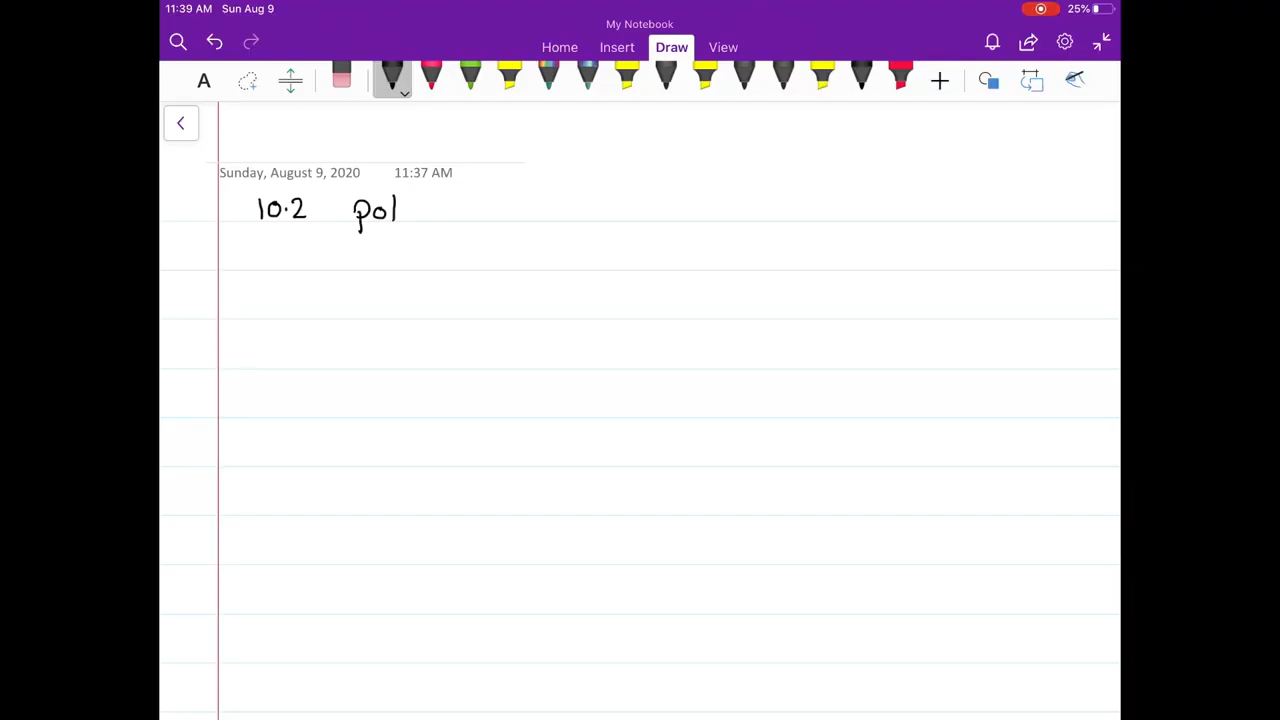 11:39 AM Sun Aug 9 25%
My Notebook
Home Insert Draw View
A
Sunday, August 9, 2020 11:37 AM
10.2 pol